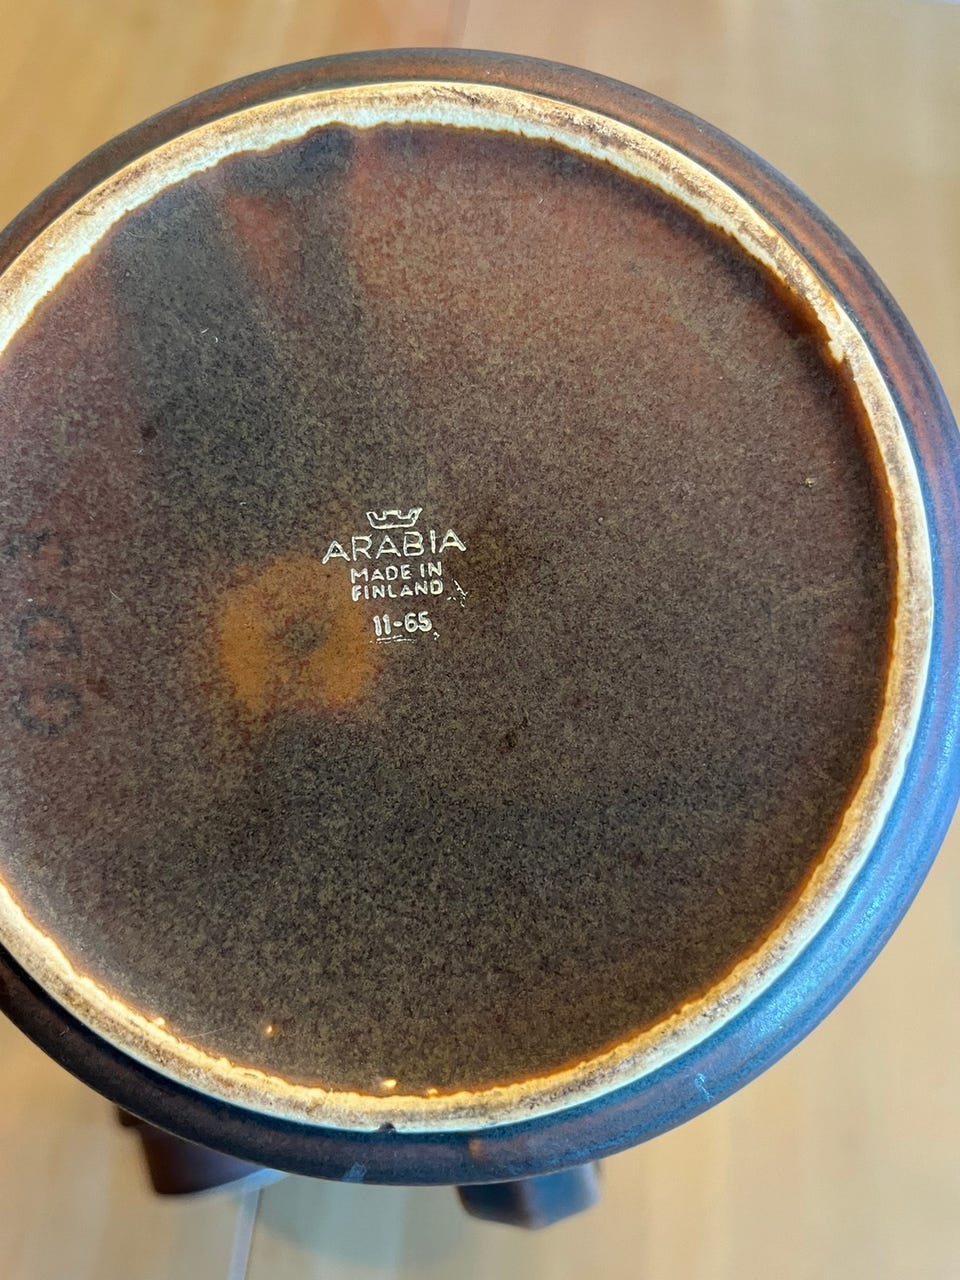 ARABIA
MADE IN
FINLAND
11-65